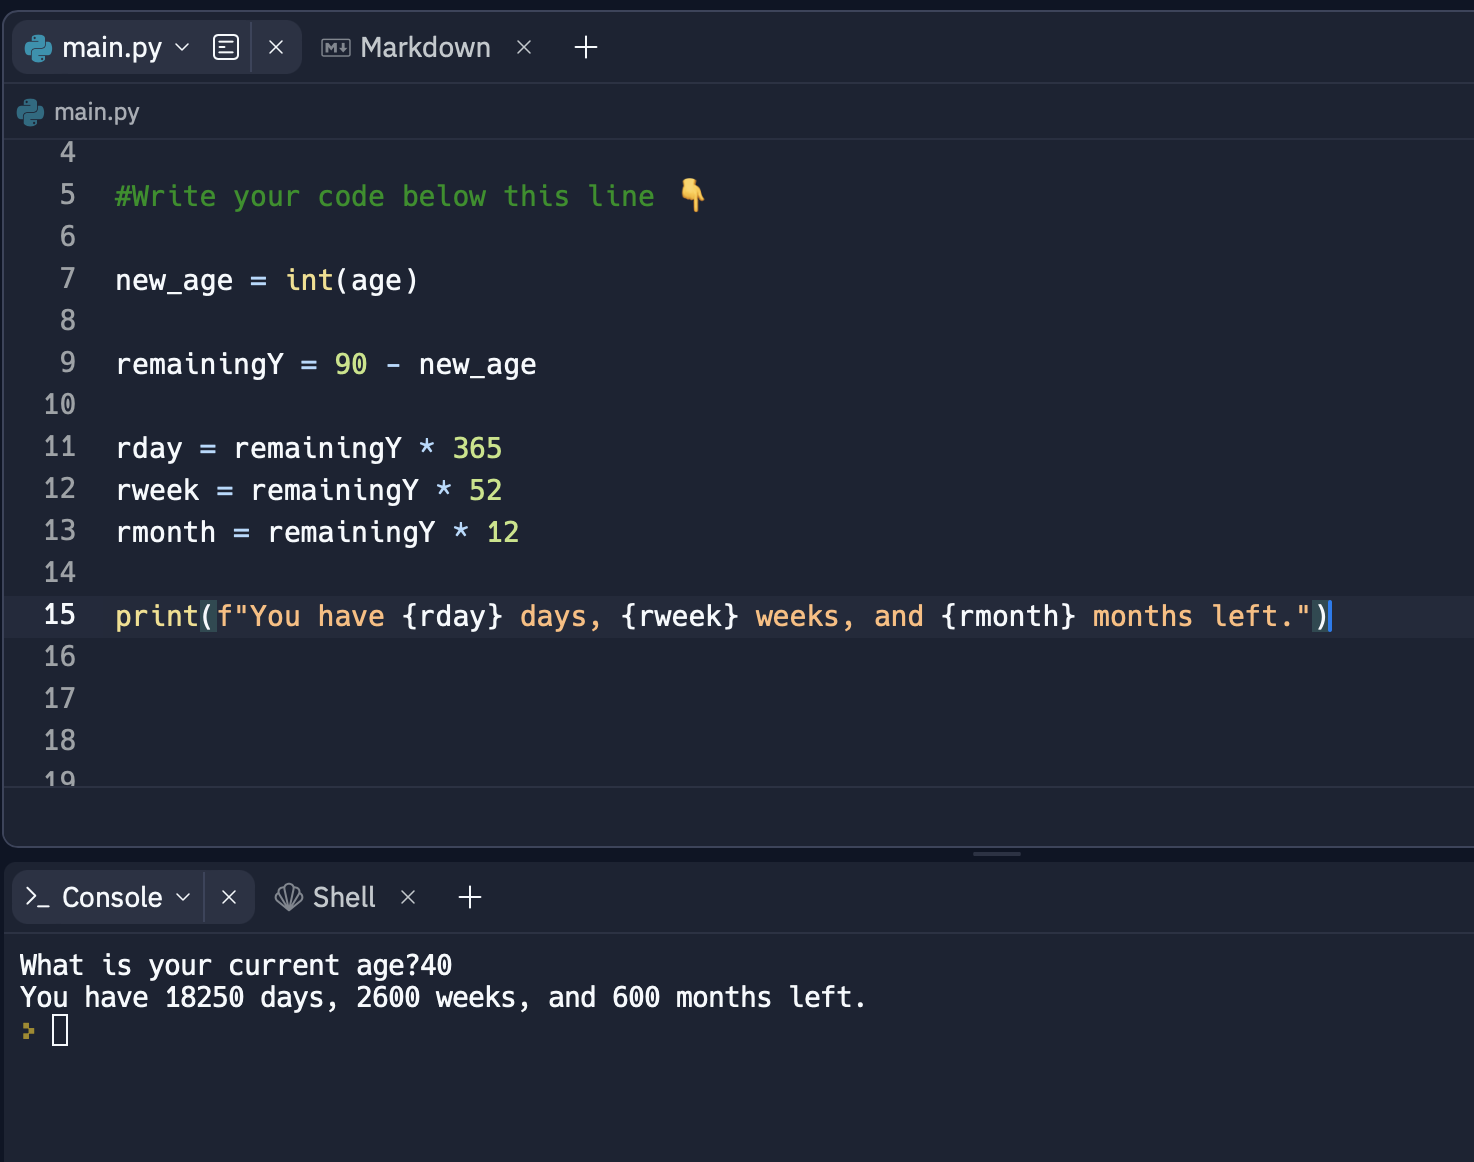 main.py
Markdown
main.py
4
5 #Write your code below this line 👇
6
7 new_age = int(age)
8
9 remainingY = 90 - new_age
10
11 rday = remainingY * 365
12 rweek = remainingY * 52
13 rmonth = remainingY * 12
14
15 print(f"You have {rday} days, {rweek} weeks, and {rmonth} months left.")
16
17
18
19
Console
Shell
What is your current age?40
You have 18250 days, 2600 weeks, and 600 months left.